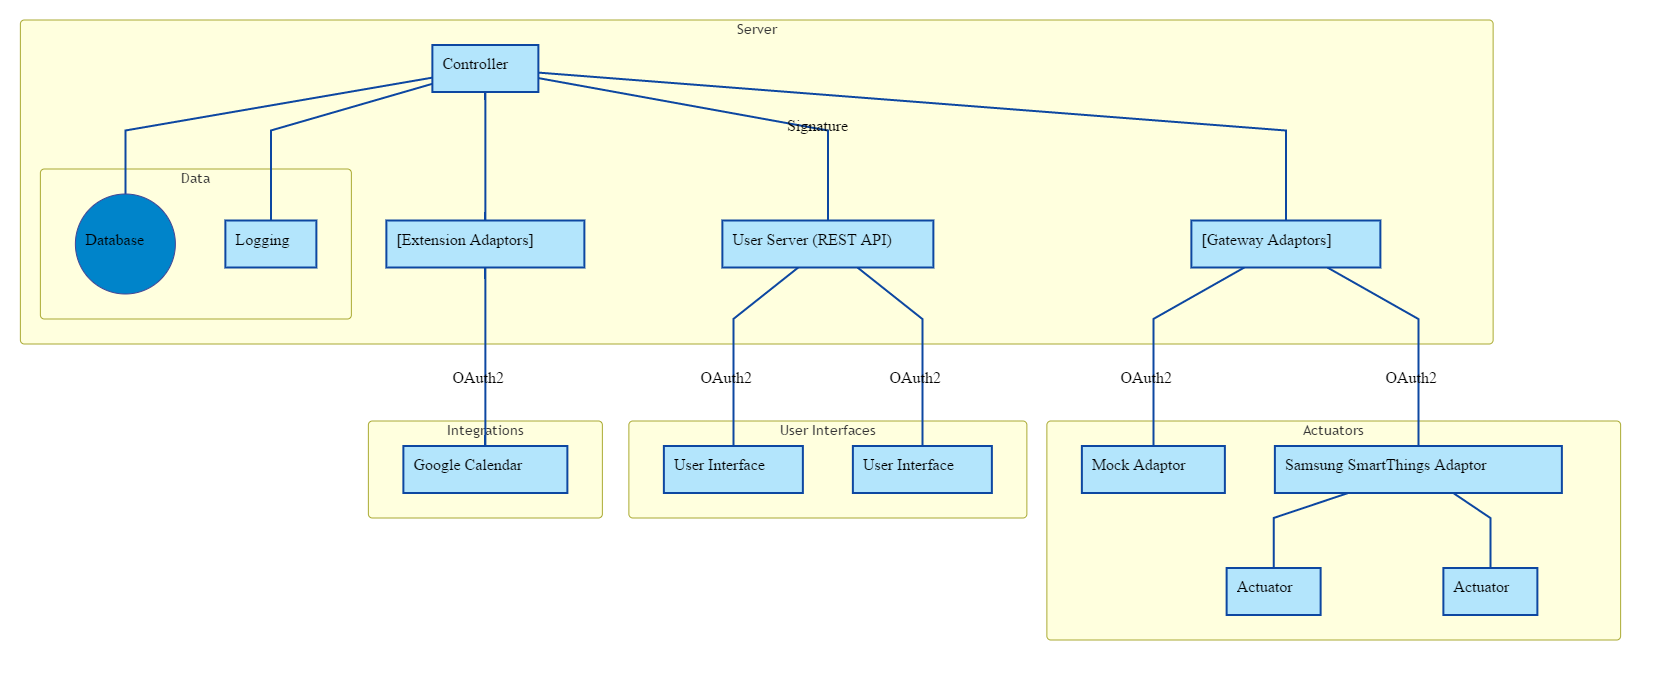 Server
Controller
Signature
Data
Database
Logging
[Extension Adaptors]
User Server (REST API)
[Gateway Adaptors]
OAuth2
OAuth2
OAuth2
OAuth2
OAuth2
Integrations
User Interfaces
Actuators
Google Calendar
User Interface
User Interface
Mock Adaptor
Samsung SmartThings Adaptor
Actuator
Actuator